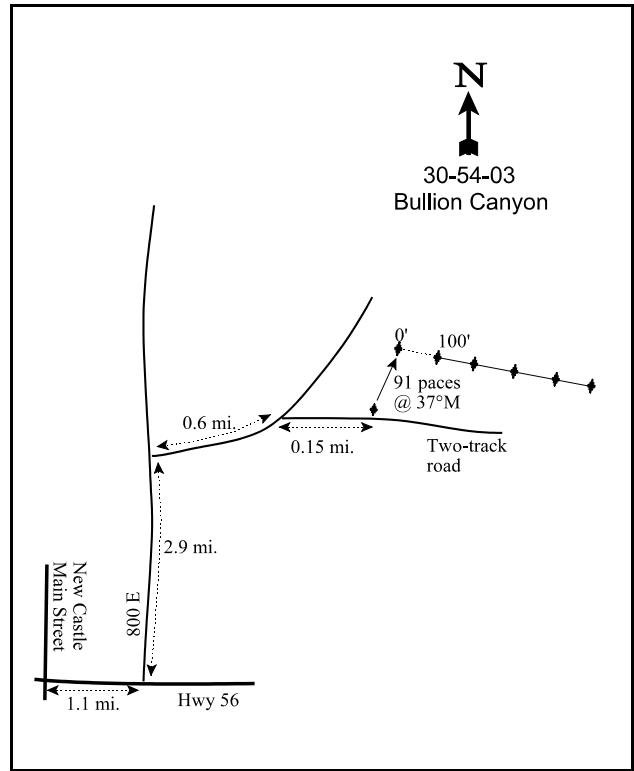 N
30-54-03
Bullion Canyon
0'
100'
91 paces
@ 37°M
0.6 mi.
0.15 mi.
Two-track
road
2.9 mi.
New Castle
Main Street
800 E
1.1 mi.
Hwy 56